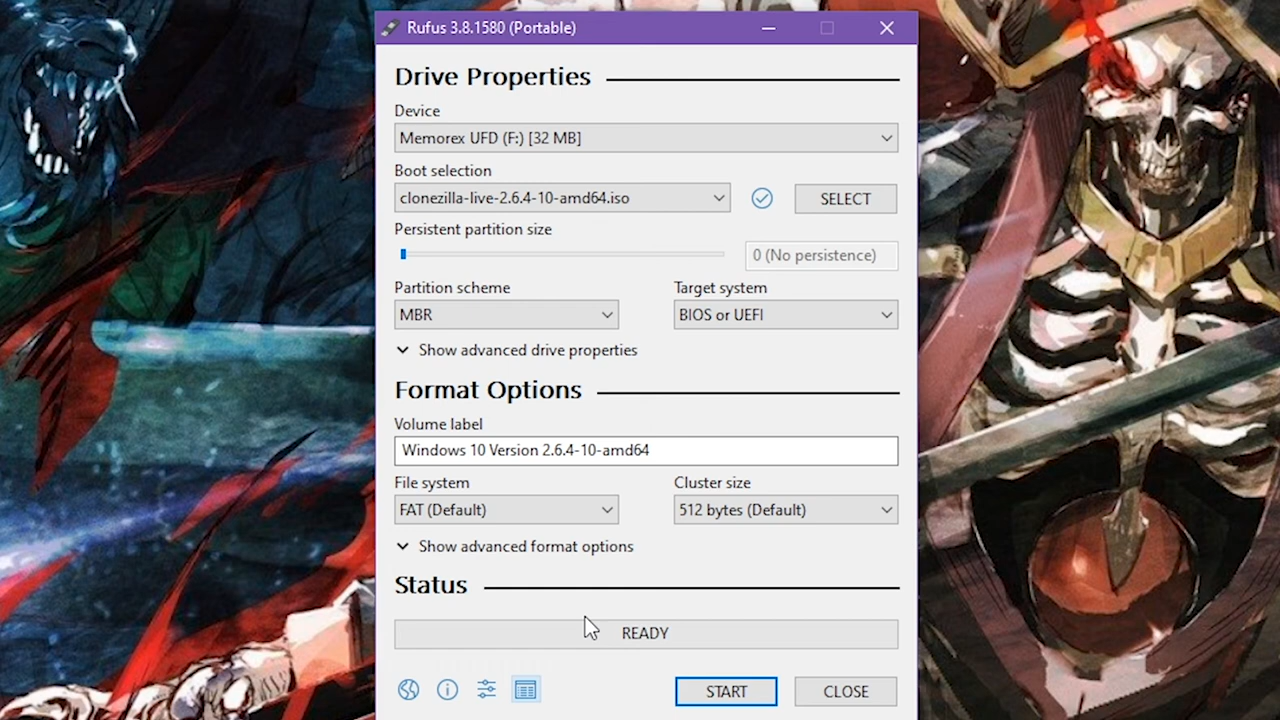 Rufus 3.8.1580 (Portable)
Drive Properties
Device
Memorex UFD (F:) [32 MB]
Boot selection
clonezilla-live-2.6.4-10-amd64.iso
SELECT
Persistent partition size
0 (No persistence)
Partition scheme
Target system
MBR
BIOS or UEFI
Show advanced drive properties
Format Options
Volume label
Windows 10 Version 2.6.4-10-amd64
File system
Cluster size
FAT (Default)
512 bytes (Default)
Show advanced format options
Status
READY
START
CLOSE